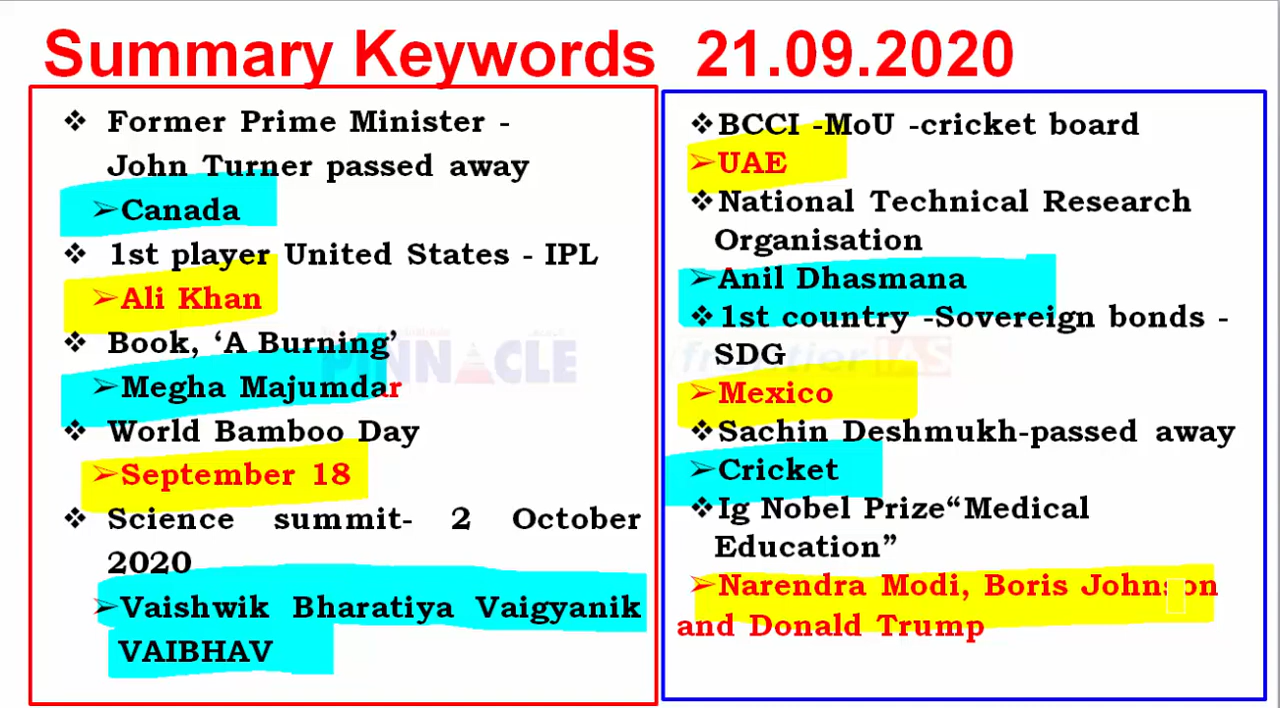 Summary Keywords 21.09.2020
❖ Former Prime Minister -
John Turner passed away
➢Canada
❖ 1st player United States - IPL
➢Ali Khan
❖ Book, ‘A Burning’
➢Megha Majumdar
❖ World Bamboo Day
➢September 18
❖ Science summit- 2 October
2020
➢Vaishwik Bharatiya Vaigyanik
VAIBHAV
❖BCCI -MoU -cricket board
➢UAE
❖National Technical Research
Organisation
➢Anil Dhasmana
❖1st country -Sovereign bonds -
SDG
➢Mexico
❖Sachin Deshmukh-passed away
➢Cricket
❖Ig Nobel Prize“Medical
Education”
➢Narendra Modi, Boris Johnson
and Donald Trump
PINNACLE
frontier IAS